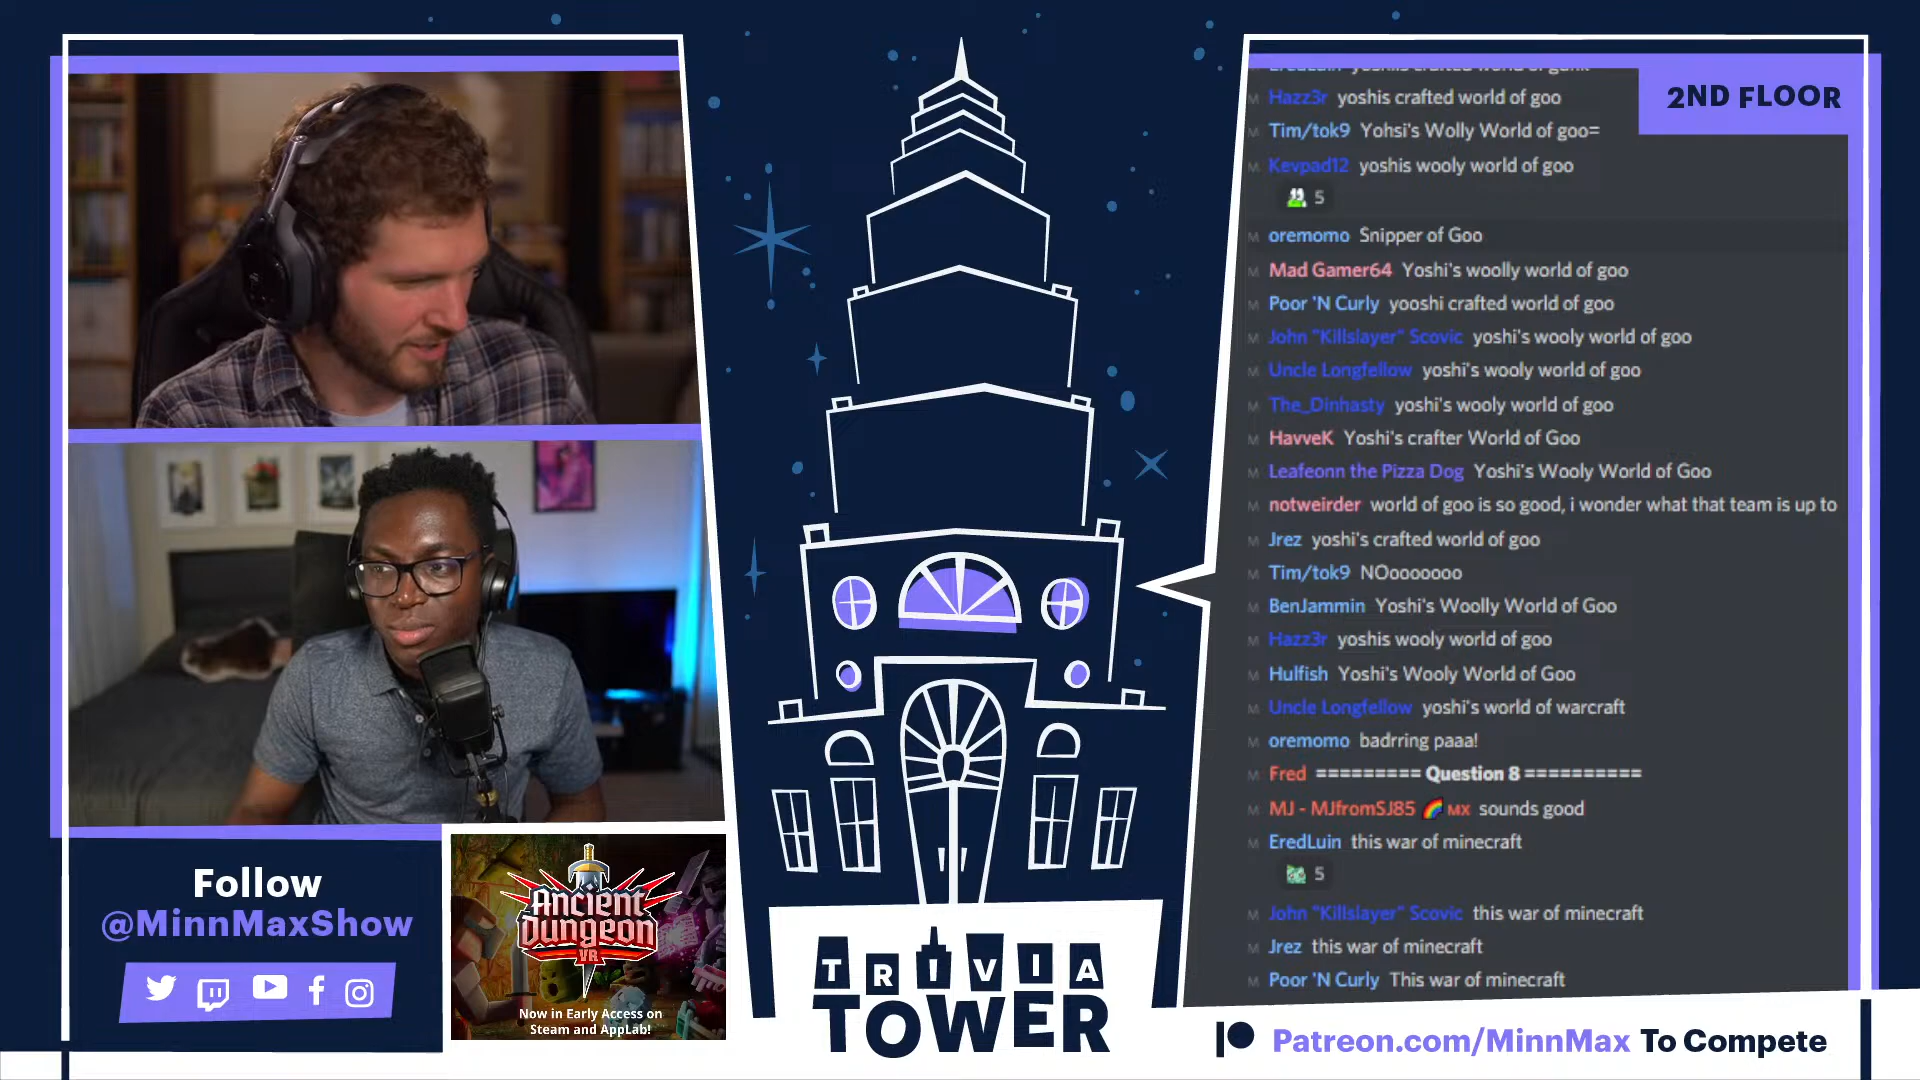 2ND FLOOR
Hazz3r yoshis crafted world of goo
Tim/tok9 Yohsi's Wolly World of goo=
Kevpad12 yoshis wooly world of goo
5
oremomo Snipper of Goo
Mad Gamer64 Yoshi's woolly world of goo
Poor 'N Curly yooshi crafted world of goo
John "Killslayer" Scovic yoshi's wooly world of goo
Uncle Longfellow yoshi's wooly world of goo
The_Dinhasty yoshi's wooly world of goo
HavveK Yoshi's crafter World of Goo
Leafeonn the Pizza Dog Yoshi's Wooly World of Goo
notweirder world of goo is so good, i wonder what that team is up to
Jrez yoshi's crafted world of goo
Tim/tok9 NOooooooo
BenJammin Yoshi's Woolly World of Goo
Hazz3r yoshis wooly world of goo
Hulfish Yoshi's Wooly World of Goo
Uncle Longfellow yoshi's world of warcraft
oremomo badrring paaa!
Fred ========= Question 8 ==========
MJ - MJfromSJ85 🌈 MX sounds good
EredLuin this war of minecraft
5
John "Killslayer" Scovic this war of minecraft
Jrez this war of minecraft
Poor 'N Curly This war of minecraft
Follow
@MinnMaxShow
Ancient
Dungeon
VR
Now in Early Access on
Steam and AppLab!
TRIVIA
TOWER
Patreon.com/MinnMax To Compete